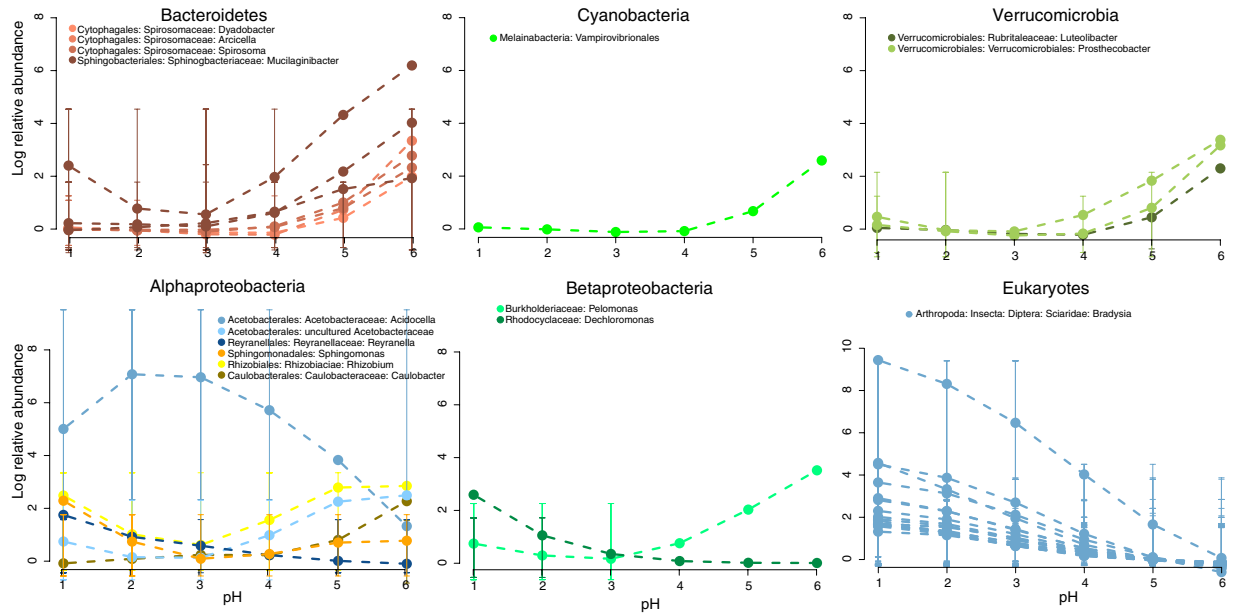 Bacteroidetes
Cytophagales: Spirosomaceae: Dyadobacter
Cytophagales: Spirosomaceae: Arcicella
Cytophagales: Spirosomaceae: Spirosoma
Sphingobacteriales: Sphinogbacteriaceae: Mucilaginibacter
Log relative abundance
8
6
4
2
0
1 2 3 4 5 6
Cyanobacteria
Melainabacteria: Vampirovibrionales
8
6
4
2
0
1 2 3 4 5 6
Verrucomicrobia
Verrucomicrobiales: Rubritaleaceae: Luteolibacter
Verrucomicrobiales: Verrucomicrobiales: Prosthecobacter
8
6
4
2
0
1 2 3 4 5 6
Alphaproteobacteria
Acetobacterales: Acetobacteraceae: Acidocella
Acetobacterales: uncultured Acetobacteraceae
Reyranellales: Reyranellaceae: Reyranella
Sphingomonadales: Sphingomonas
Rhizobiales: Rhizobiaciae: Rhizobium
Caulobacterales: Caulobacteraceae: Caulobacter
Log relative abundance
8
6
4
2
0
1 2 3 4 5 6
pH
Betaproteobacteria
Burkholderiaceae: Pelomonas
Rhodocyclaceae: Dechloromonas
8
6
4
2
0
1 2 3 4 5 6
pH
Eukaryotes
Arthropoda: Insecta: Diptera: Sciaridae: Bradysia
10
8
6
4
2
0
1 2 3 4 5 6
pH